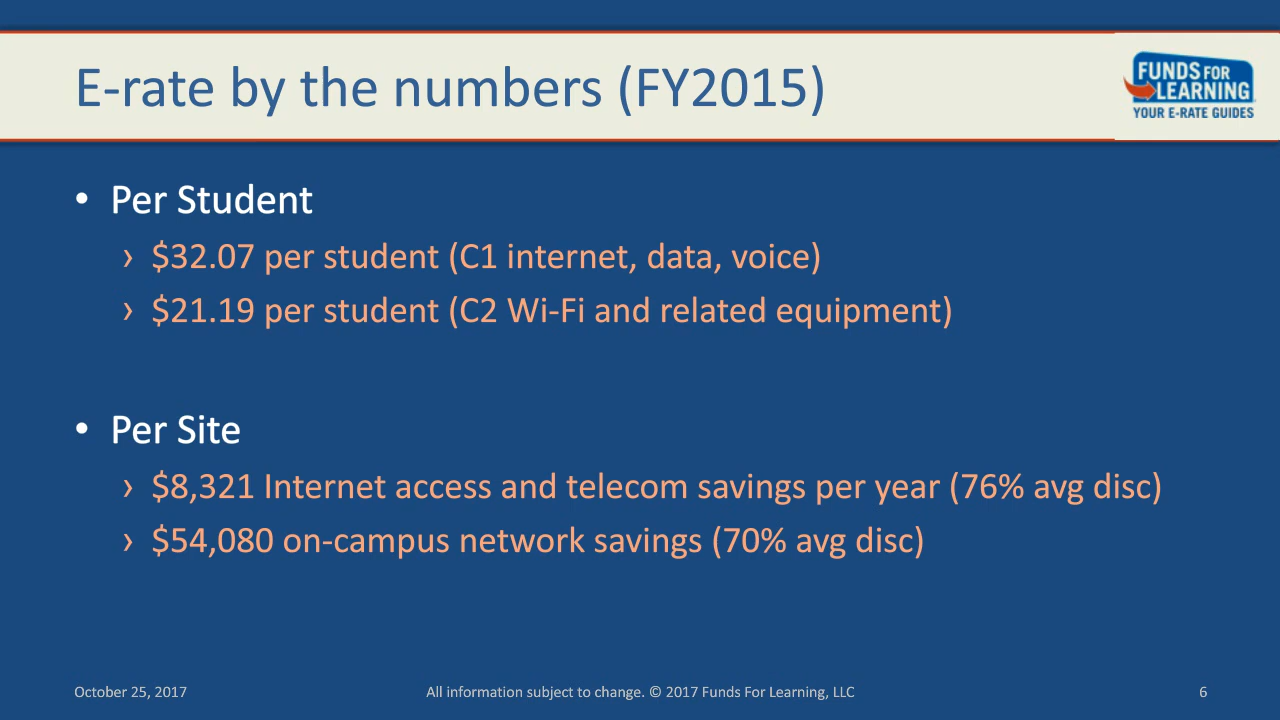 E-rate by the numbers (FY2015)
FUNDS FOR
LEARNING
YOUR E-RATE GUIDES
• Per Student
› $32.07 per student (C1 internet, data, voice)
› $21.19 per student (C2 Wi-Fi and related equipment)
• Per Site
› $8,321 Internet access and telecom savings per year (76% avg disc)
› $54,080 on-campus network savings (70% avg disc)
October 25, 2017
All information subject to change. © 2017 Funds For Learning, LLC
6